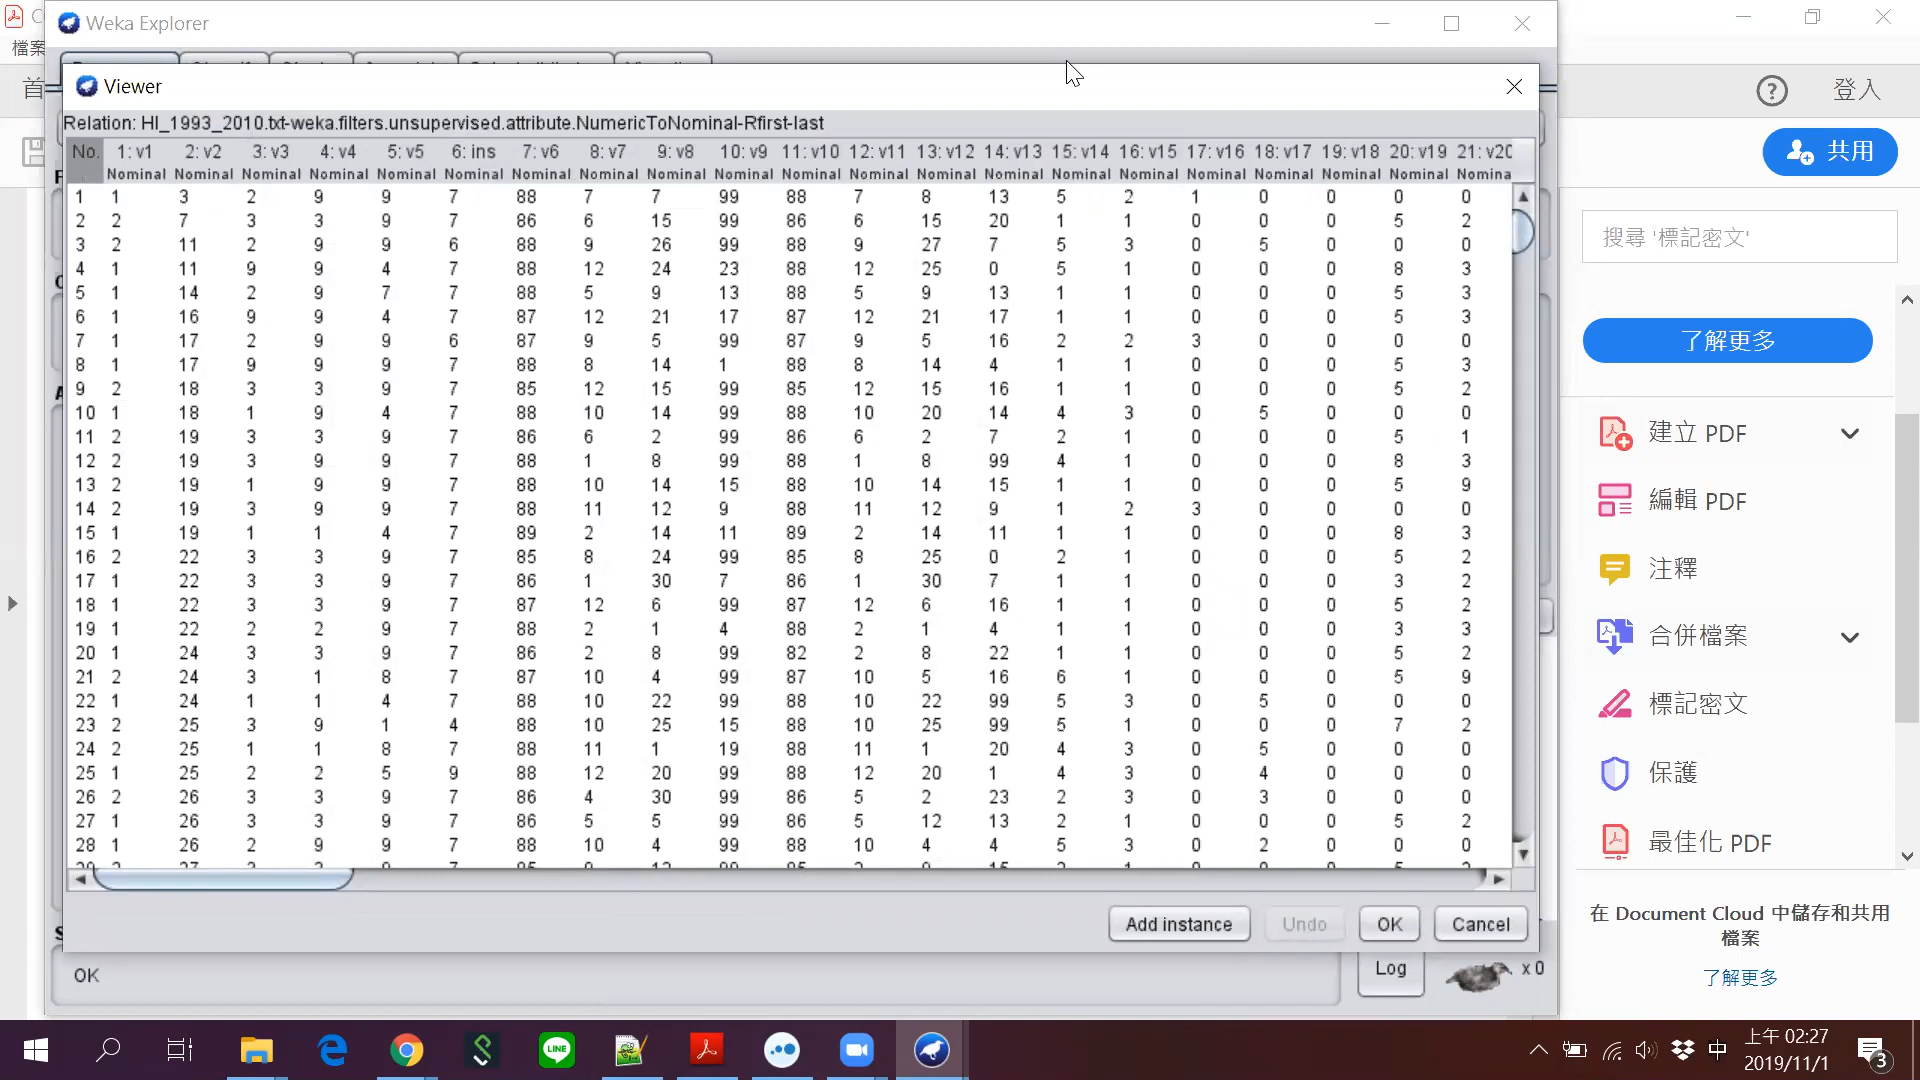 Weka Explorer
檔案
首
登入
Viewer
Relation: HI_1993_2010.txt-weka.filters.unsupervised.attribute.NumericToNominal-Rfirst-last
共用
No. 1: v1 2: v2 3: v3 4: v4 5: v5 6: ins 7: v6 8: v7 9: v8 10: v9 11: v10 12: v11 13: v12 14: v13 15: v14 16: v15 17: v16 18: v17 19: v18 20: v19 21: v20
Nominal Nominal Nominal Nominal Nominal Nominal Nominal Nominal Nominal Nominal Nominal Nominal Nominal Nominal Nominal Nominal Nominal Nominal Nominal Nominal Nomina
1 1 3 2 9 9 7 88 7 7 99 88 7 8 13 5 2 1 0 0 0 0
2 2 7 3 3 9 7 86 6 15 99 86 6 15 20 1 1 0 0 0 5 2
3 2 11 2 9 9 6 88 9 26 99 88 9 27 7 5 3 0 5 0 0 0
4 1 11 9 9 4 7 88 12 24 23 88 12 25 0 5 1 0 0 0 8 3
5 1 14 2 9 7 7 88 5 9 13 88 5 9 13 1 1 0 0 0 5 3
6 1 16 9 9 4 7 87 12 21 17 87 12 21 17 1 1 0 0 0 5 3
7 1 17 2 9 9 6 87 9 5 99 87 9 5 16 2 2 3 0 0 0 0
8 1 17 9 9 9 7 88 8 14 1 88 8 14 4 1 1 0 0 0 5 3
9 2 18 3 3 9 7 85 12 15 99 85 12 15 16 1 1 0 0 0 5 2
10 1 18 1 9 4 7 88 10 14 99 88 10 20 14 4 3 0 5 0 0 0
11 2 19 3 3 9 7 86 6 2 99 86 6 2 7 2 1 0 0 0 5 1
12 2 19 3 9 9 7 88 1 8 99 88 1 8 99 4 1 0 0 0 8 3
13 2 19 1 9 9 7 88 10 14 15 88 10 14 15 1 1 0 0 0 5 9
14 2 19 3 9 9 7 88 11 12 9 88 11 12 9 1 2 3 0 0 0 0
15 1 19 1 1 4 7 89 2 14 11 89 2 14 11 1 1 0 0 0 8 3
16 2 22 3 3 9 7 85 8 24 99 85 8 25 0 2 1 0 0 0 5 2
17 1 22 3 3 9 7 86 1 30 7 86 1 30 7 1 1 0 0 0 3 2
18 1 22 3 3 9 7 87 12 6 99 87 12 6 16 1 1 0 0 0 5 2
19 1 22 2 2 9 7 88 2 1 4 88 2 1 4 1 1 0 0 0 3 3
20 1 24 3 3 9 7 86 2 8 99 82 2 8 22 1 1 0 0 0 5 2
21 2 24 3 1 8 7 87 10 4 99 87 10 5 16 6 1 0 0 0 5 9
22 1 24 1 1 4 7 88 10 22 99 88 10 22 99 5 3 0 5 0 0 0
23 2 25 3 9 1 4 88 10 25 15 88 10 25 99 5 1 0 0 0 7 2
24 2 25 1 1 8 7 88 11 1 19 88 11 1 20 4 3 0 5 0 0 0
25 1 25 2 2 5 9 88 12 20 99 88 12 20 1 4 3 0 4 0 0 0
26 2 26 3 3 9 7 86 4 30 99 86 5 2 23 2 3 0 3 0 0 0
27 1 26 3 3 9 7 86 5 5 99 86 5 12 13 2 1 0 0 0 5 2
28 1 26 2 9 9 7 88 10 4 99 88 10 4 4 5 3 0 2 0 0 0
Add instance Undo OK Cancel
OK
Log
x 0
搜尋 '標記密文'
了解更多
建立 PDF
編輯 PDF
注釋
合併檔案
標記密文
保護
最佳化 PDF
在 Document Cloud 中儲存和共用
檔案
了解更多
LINE
中
上午 02:27
2019/11/1
3